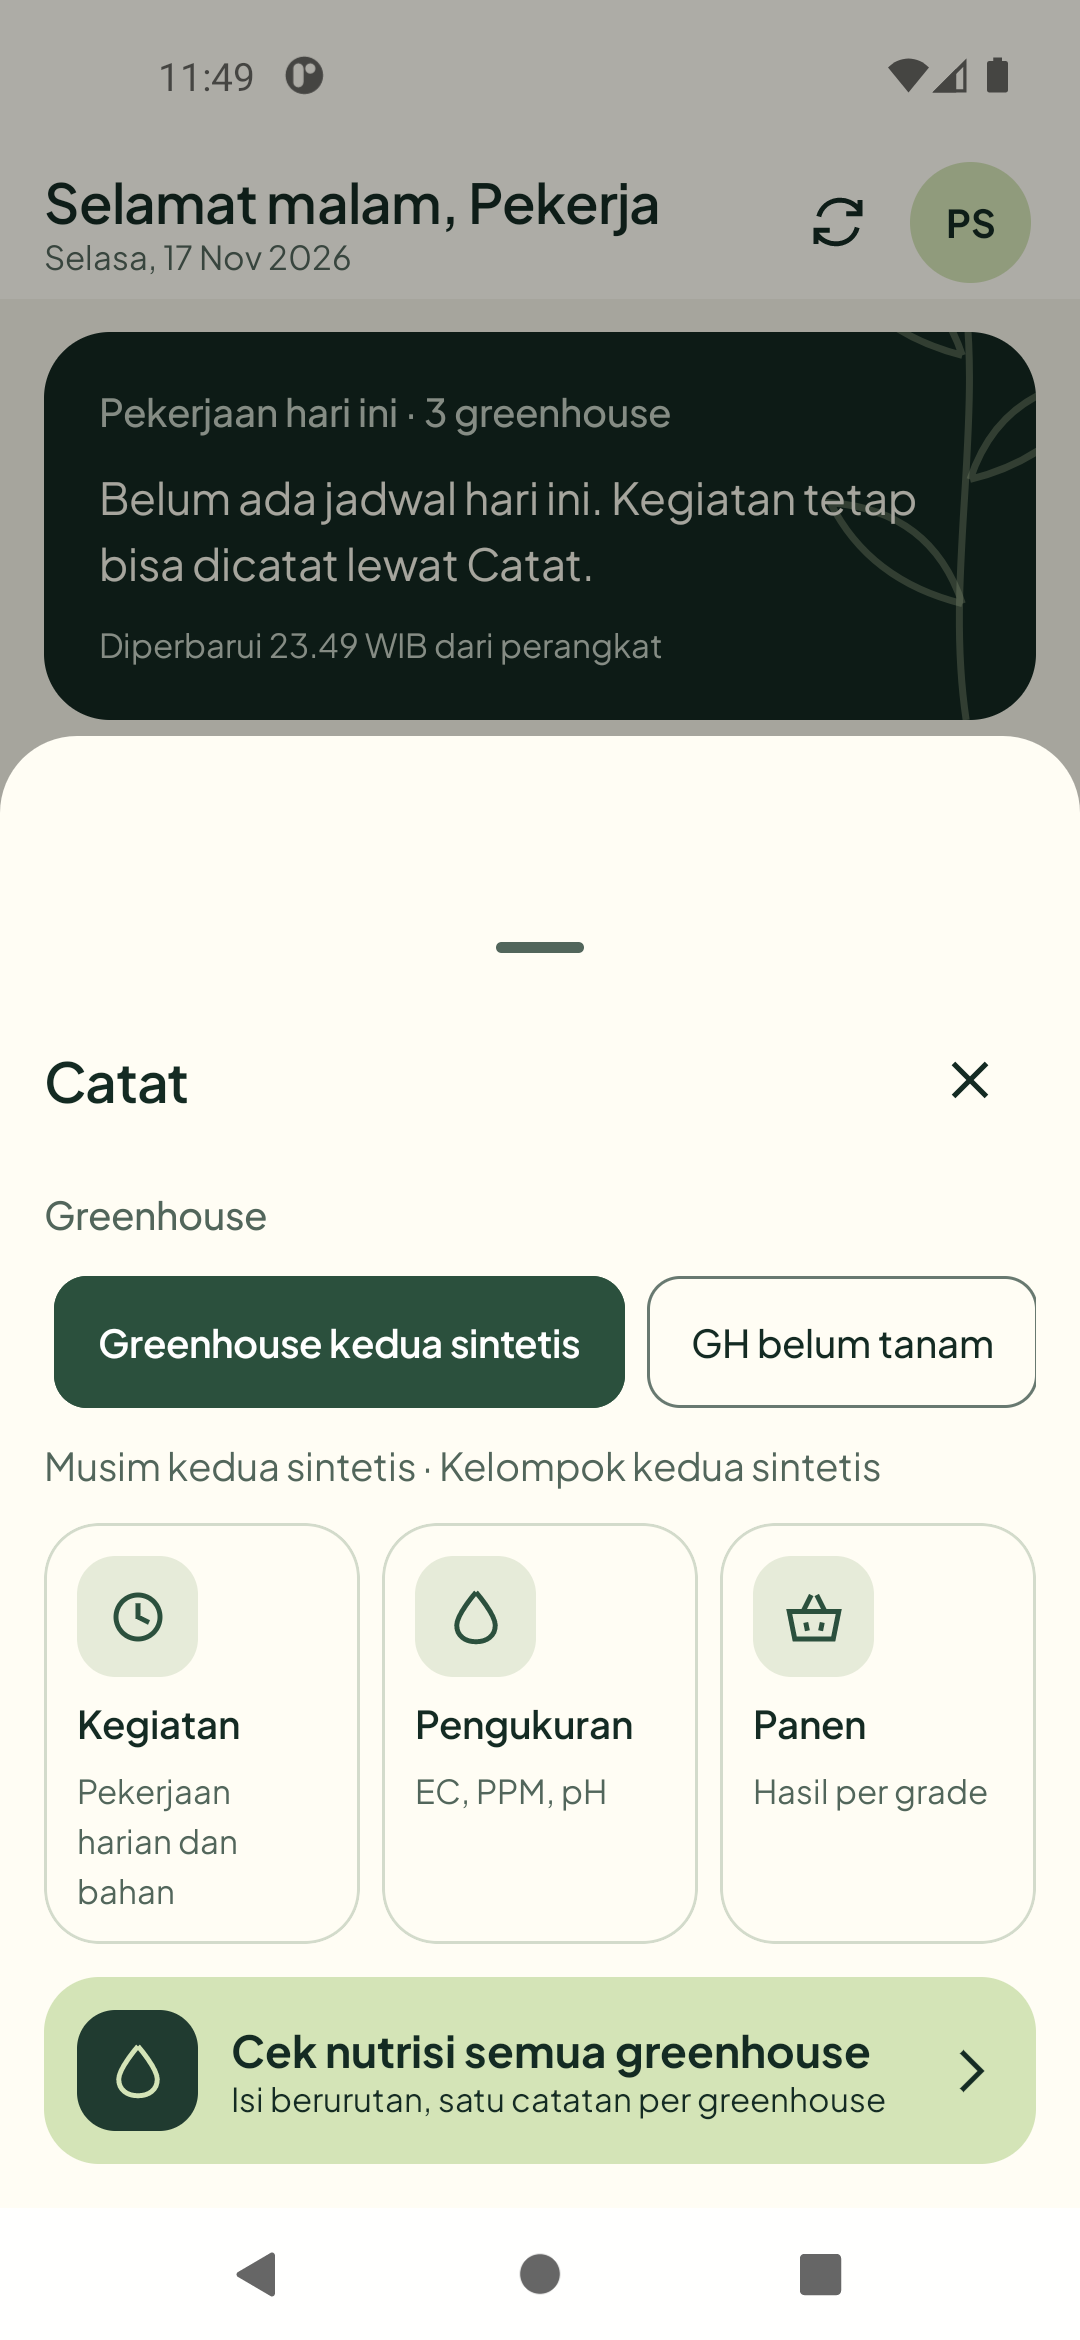 11:49
Selamat malam, Pekerja
Selasa, 17 Nov 2026
PS
Pekerjaan hari ini · 3 greenhouse
Belum ada jadwal hari ini. Kegiatan tetap
bisa dicatat lewat Catat.
Diperbarui 23.49 WIB dari perangkat
Catat
Greenhouse
Greenhouse kedua sintetis
GH belum tanam
Musim kedua sintetis · Kelompok kedua sintetis
Kegiatan
Pekerjaan
harian dan
bahan
Pengukuran
EC, PPM, pH
Panen
Hasil per grade
Cek nutrisi semua greenhouse
Isi berurutan, satu catatan per greenhouse